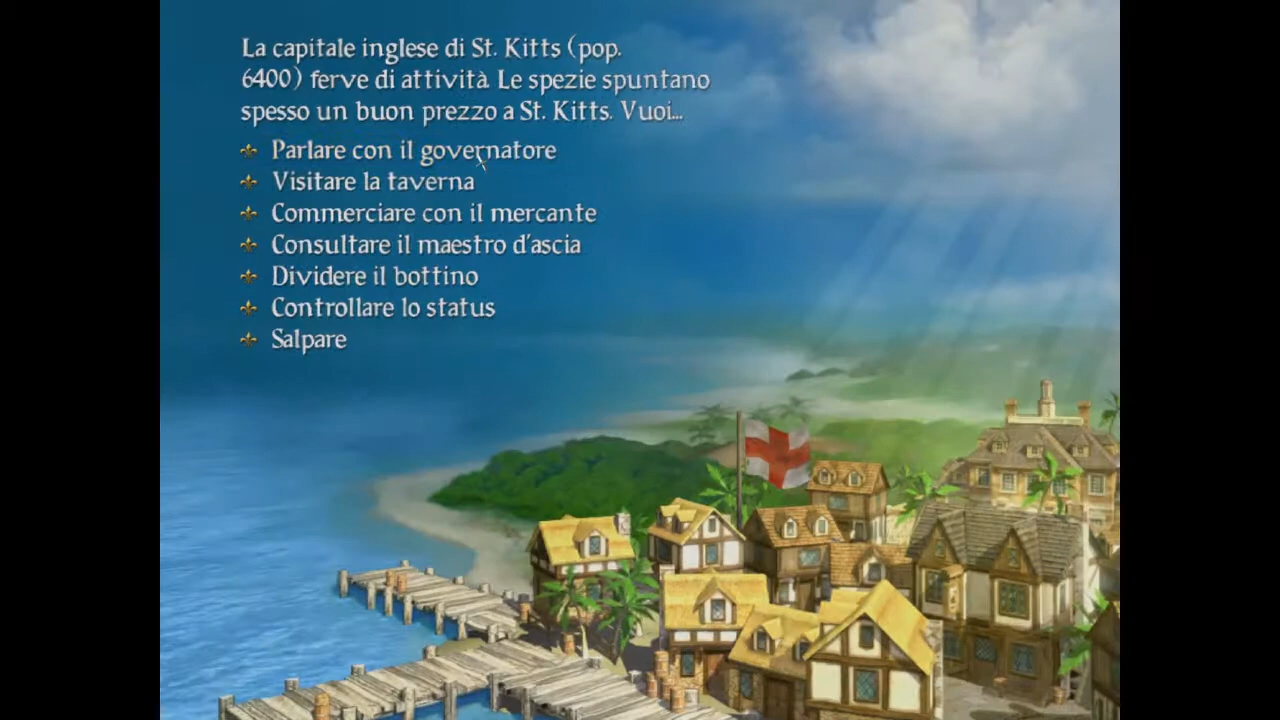 La capitale inglese di St. Kitts (pop.
6400) ferve di attività. Le spezie spuntano
spesso un buon prezzo a St. Kitts. Vuoi...
Parlare con il governatore
Visitare la taverna
Commerciare con il mercante
Consultare il maestro d'ascia
Dividere il bottino
Controllare lo status
Salpare